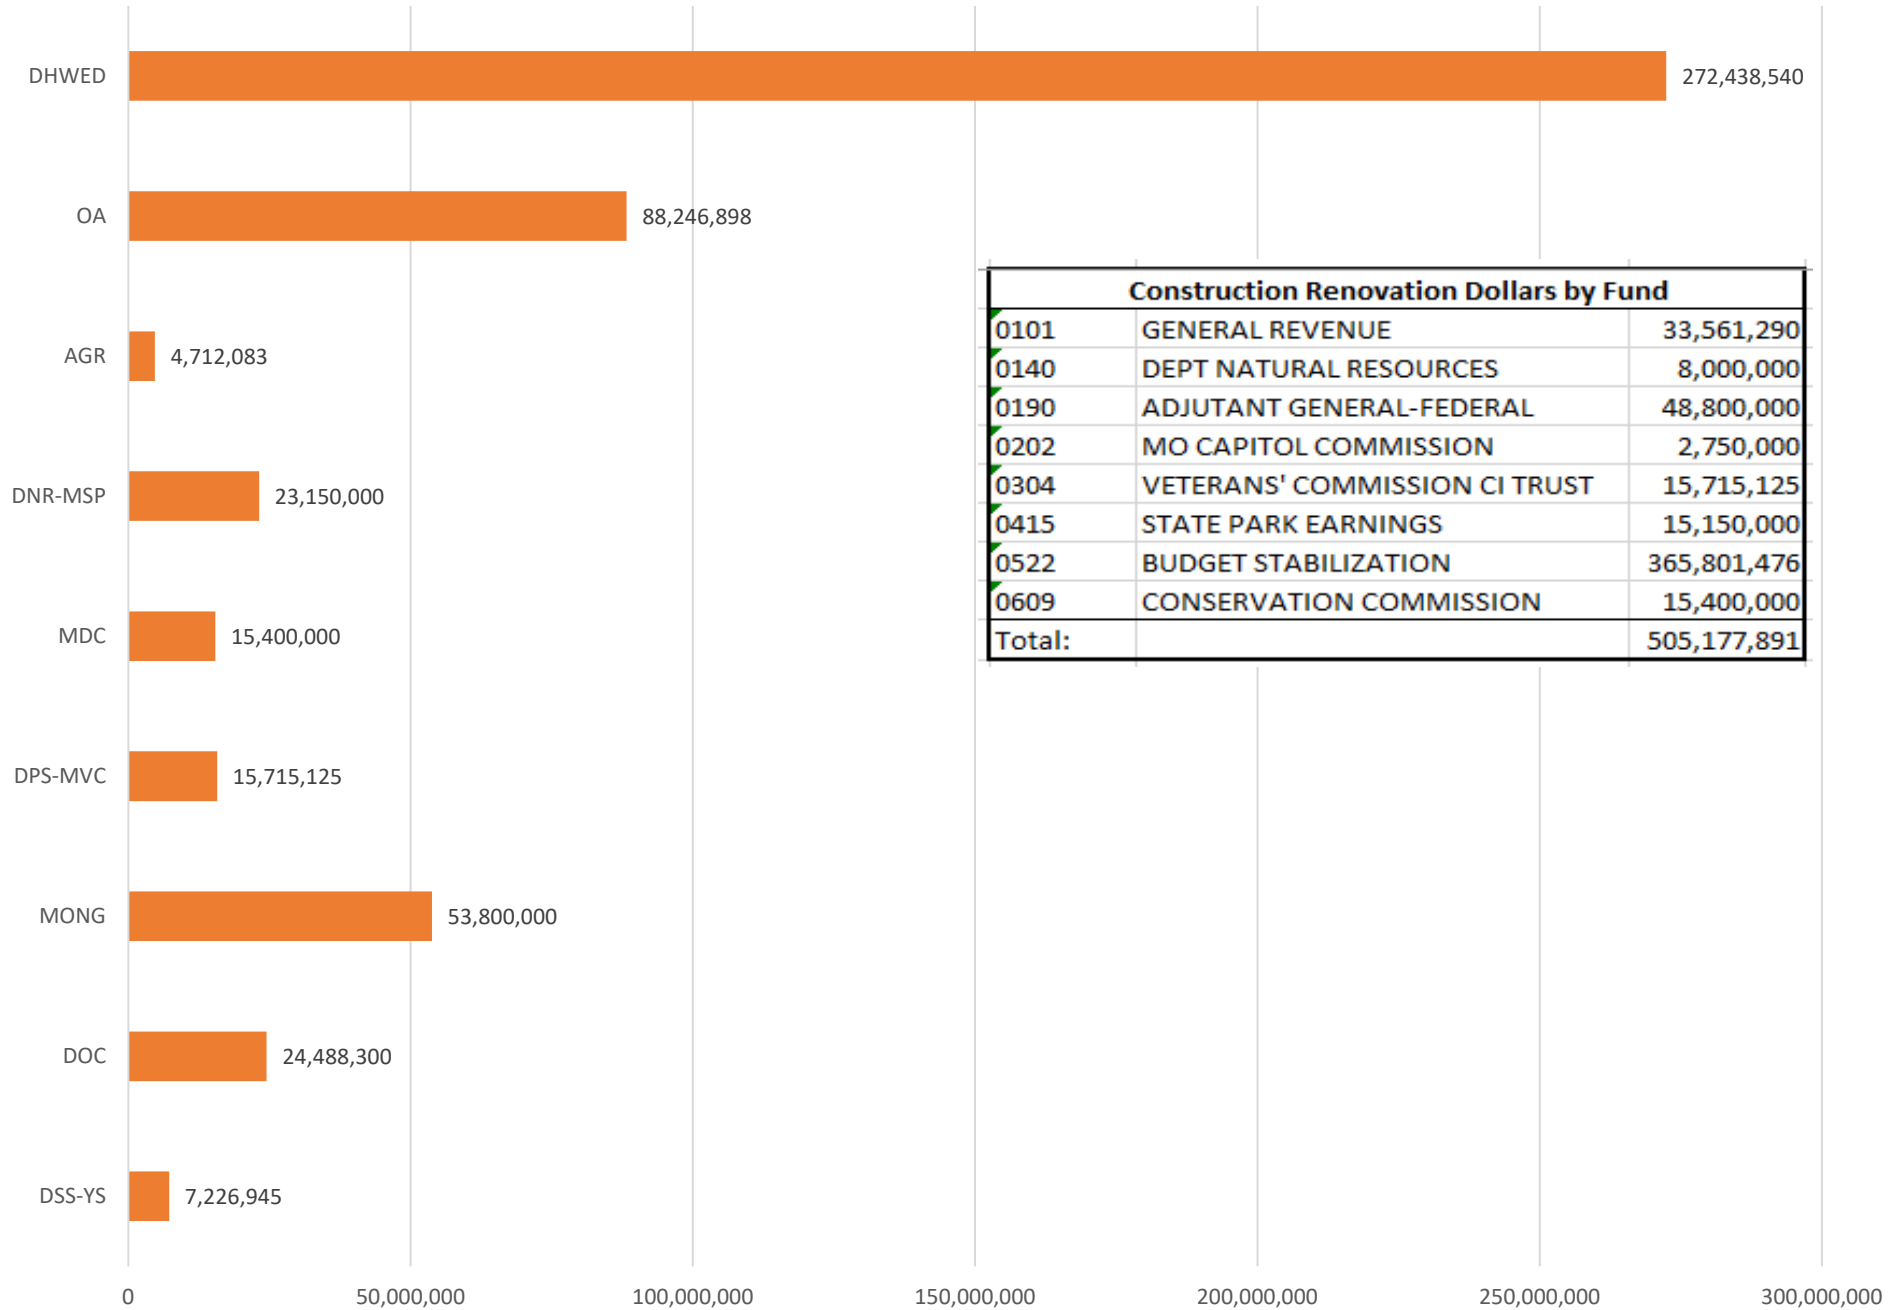 DHWED 272,438,540
OA 88,246,898
Construction Renovation Dollars by Fund
0101 GENERAL REVENUE 33,561,290
0140 DEPT NATURAL RESOURCES 8,000,000
0190 ADJUTANT GENERAL-FEDERAL 48,800,000
0202 MO CAPITOL COMMISSION 2,750,000
0304 VETERANS' COMMISSION CI TRUST 15,715,125
0415 STATE PARK EARNINGS 15,150,000
0522 BUDGET STABILIZATION 365,801,476
0609 CONSERVATION COMMISSION 15,400,000
Total: 505,177,891
AGR 4,712,083
DNR-MSP 23,150,000
MDC 15,400,000
DPS-MVC 15,715,125
MONG 53,800,000
DOC 24,488,300
DSS-YS 7,226,945
0 50,000,000 100,000,000 150,000,000 200,000,000 250,000,000 300,000,000